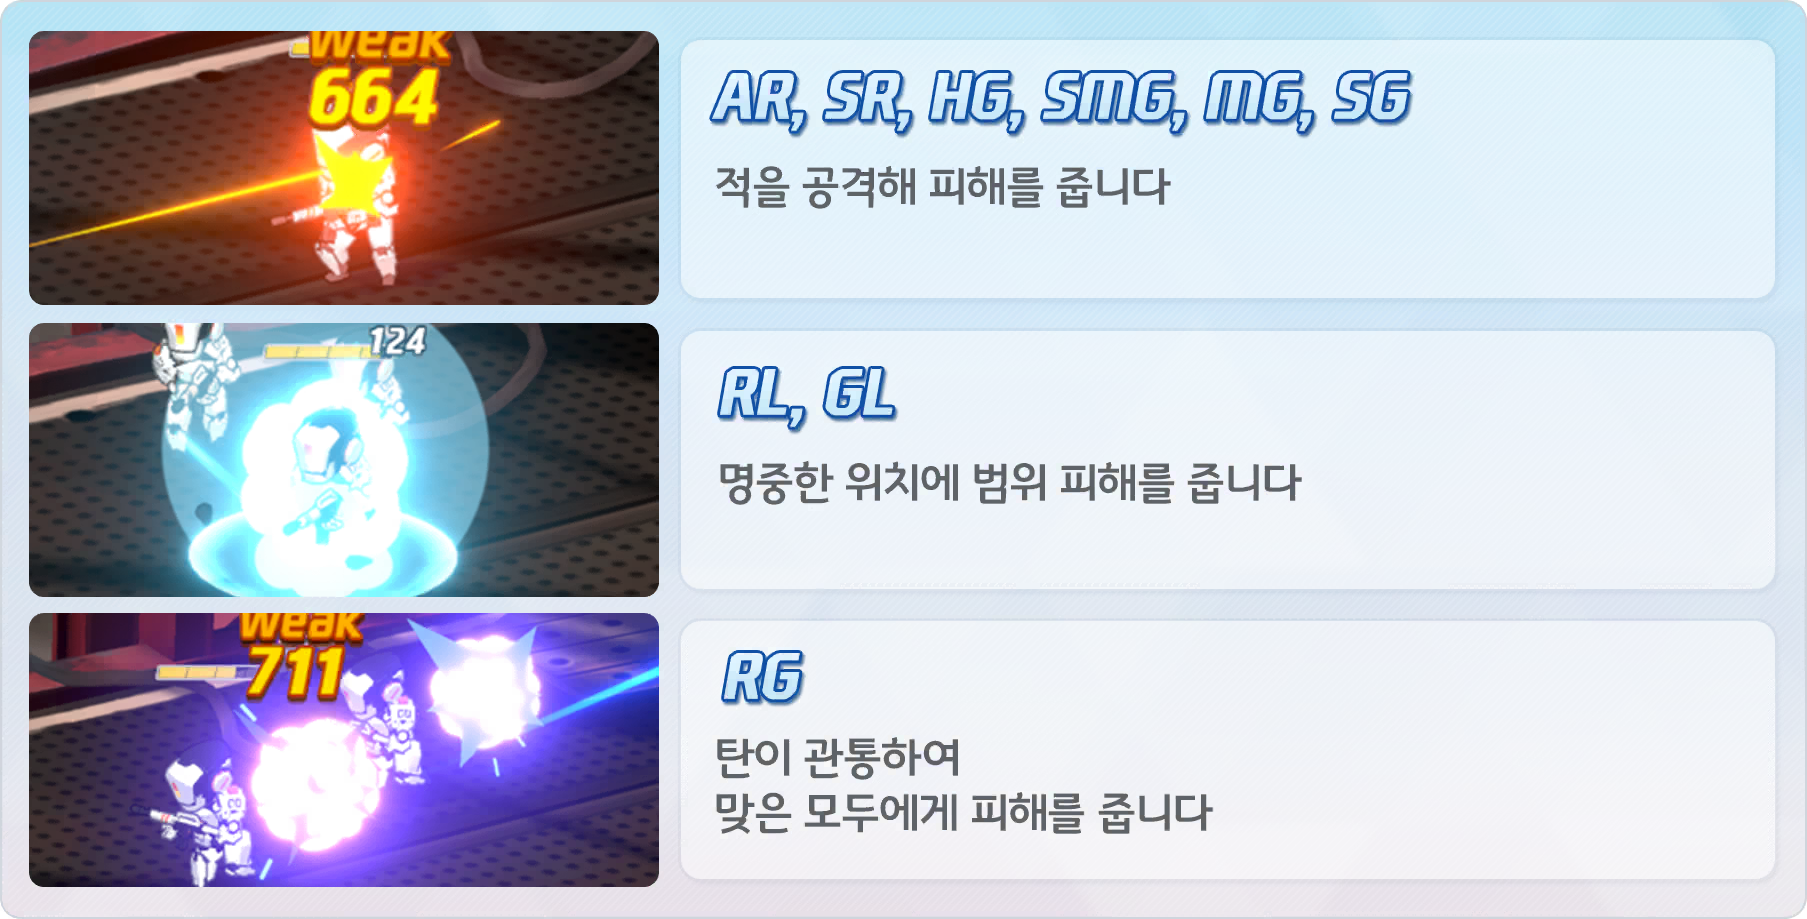 Weak
664
AR, SR, HG, SMG, MG, SG
적을 공격해 피해를 줍니다
124
RL, GL
명중한 위치에 범위 피해를 줍니다
Weak
711
RG
탄이 관통하여
맞은 모두에게 피해를 줍니다